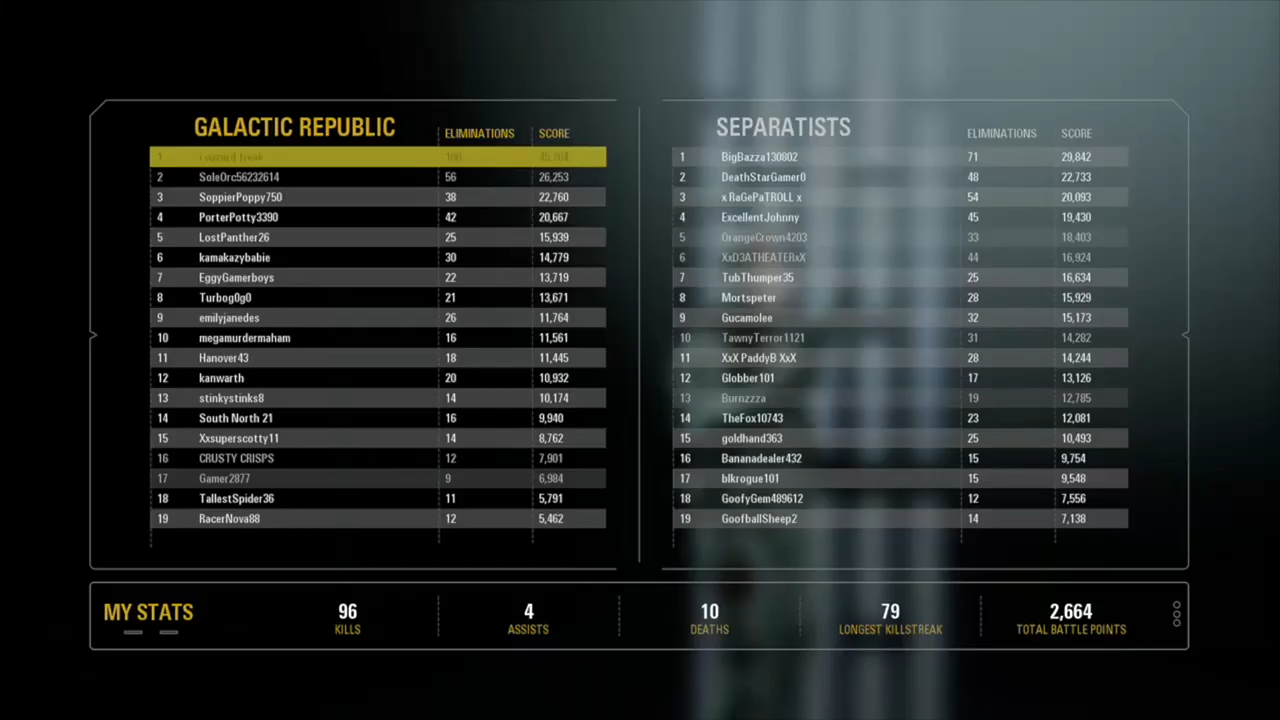 GALACTIC REPUBLIC ELIMINATIONS SCORE
1 100
2 SoleOrc56232614 56 26,253
3 SoppierPoppy750 38 22,760
4 PorterPotty3390 42 20,667
5 LostPanther26 25 15,939
6 kamakazybabie 30 14,779
7 EggyGamerboys 22 13,719
8 Turbog0g0 21 13,671
9 emilyjanedes 26 11,764
10 megamurdermaham 16 11,561
11 Hanover43 18 11,445
12 kanwarth 20 10,932
13 stinkystinks8 14 10,174
14 South North 21 16 9,940
15 Xxsuperscotty11 14 8,762
16 CRUSTY CRISPS 12 7,901
17 Gamer2877 9 6,984
18 TallestSpider36 11 5,791
19 RacerNova88 12 5,462
SEPARATISTS ELIMINATIONS SCORE
1 BigBazza130802 71 29,842
2 DeathStarGamer0 48 22,733
3 x RaGePaTROLL x 54 20,093
4 ExcellentJohnny 45 19,430
5 OrangeCrown4203 33 18,403
6 XxD3ATHEATERxX 44 16,924
7 TubThumper35 25 16,634
8 Mortspeter 28 15,929
9 Gucamolee 32 15,173
10 TawnyTerror1121 31 14,282
11 XxX PaddyB XxX 28 14,244
12 Globber101 17 13,126
13 Burnzzza 19 12,785
14 TheFox10743 23 12,081
15 goldhand363 25 10,493
16 Bananadealer432 15 9,754
17 blkrogue101 15 9,548
18 GoofyGem489612 12 7,556
19 GoofballSheep2 14 7,138
MY STATS
96 4 10 79 2,664
KILLS ASSISTS DEATHS LONGEST KILLSTREAK TOTAL BATTLE POINTS